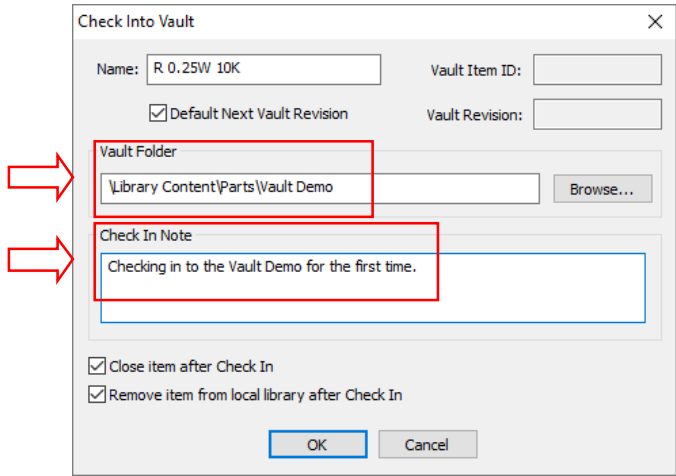 Check Into Vault
Name: R 0.25W 10K Vault Item ID:
Default Next Vault Revision Vault Revision:
Vault Folder
\Library Content\Parts\Vault Demo Browse...
Check In Note
Checking in to the Vault Demo for the first time.
Close item after Check In
Remove item from local library after Check In
OK Cancel